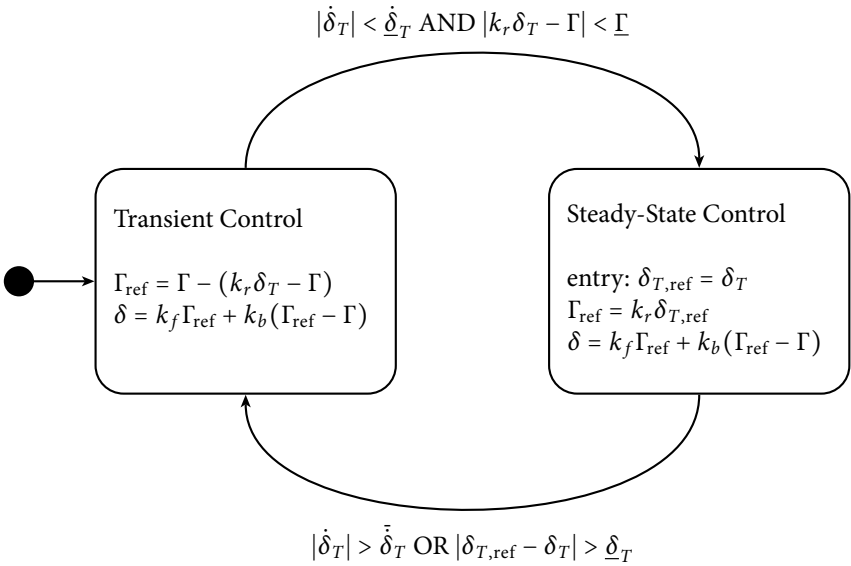 |δ̇_T| < δ̲̇_T AND |k_r δ_T − Γ| < Γ̲
Transient Control
Γ_ref = Γ − (k_r δ_T − Γ)
δ = k_f Γ_ref + k_b(Γ_ref − Γ)
Steady-State Control
entry: δ_T,ref = δ_T
Γ_ref = k_r δ_T,ref
δ = k_f Γ_ref + k_b(Γ_ref − Γ)
|δ̇_T| > δ̇̄_T OR |δ_T,ref − δ_T| > δ̲_T